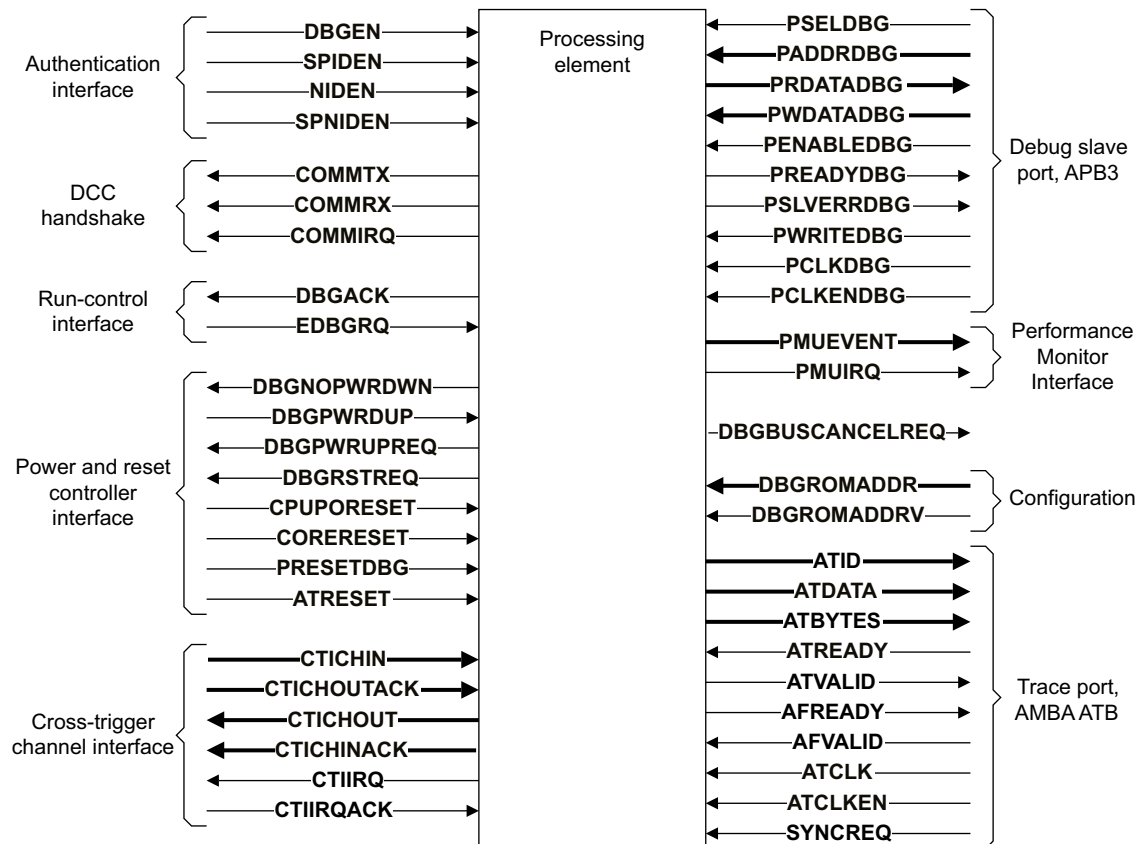 Processing
element
Authentication
interface
DBGEN
SPIDEN
NIDEN
SPNIDEN
DCC
handshake
COMMTX
COMMRX
COMMIRQ
Run-control
interface
DBGACK
EDBGRQ
Power and reset
controller
interface
DBGNOPWRDWN
DBGPWRDUP
DBGPWRUPREQ
DBGRSTREQ
CPUPORESET
CORERESET
PRESETDBG
ATRESET
Cross-trigger
channel interface
CTICHIN
CTICHOUTACK
CTICHOUT
CTICHINACK
CTIIRQ
CTIIRQACK
PSELDBG
PADDRDBG
PRDATADBG
PWDATADBG
PENABLEDBG
PREADYDBG
PSLVERRDBG
PWRITEDBG
PCLKDBG
PCLKENDBG
Debug slave
port, APB3
PMUEVENT
PMUIRQ
Performance
Monitor
Interface
DBGBUSCANCELREQ
DBGROMADDR
DBGROMADDRV
Configuration
ATID
ATDATA
ATBYTES
ATREADY
ATVALID
AFREADY
AFVALID
ATCLK
ATCLKEN
SYNCREQ
Trace port,
AMBA ATB